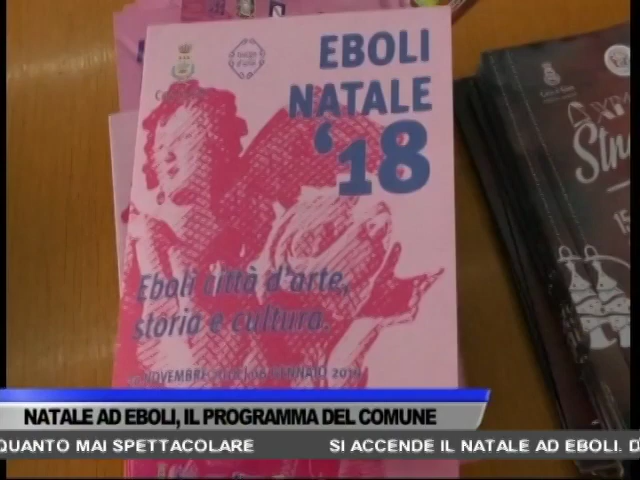 EBOLI
NATALE
'18
Eboli città d'arte,
storia e cultura.
NATALE AD EBOLI, IL PROGRAMMA DEL COMUNE
QUANTO MAI SPETTACOLARE SI ACCENDE IL NATALE AD EBOLI. D